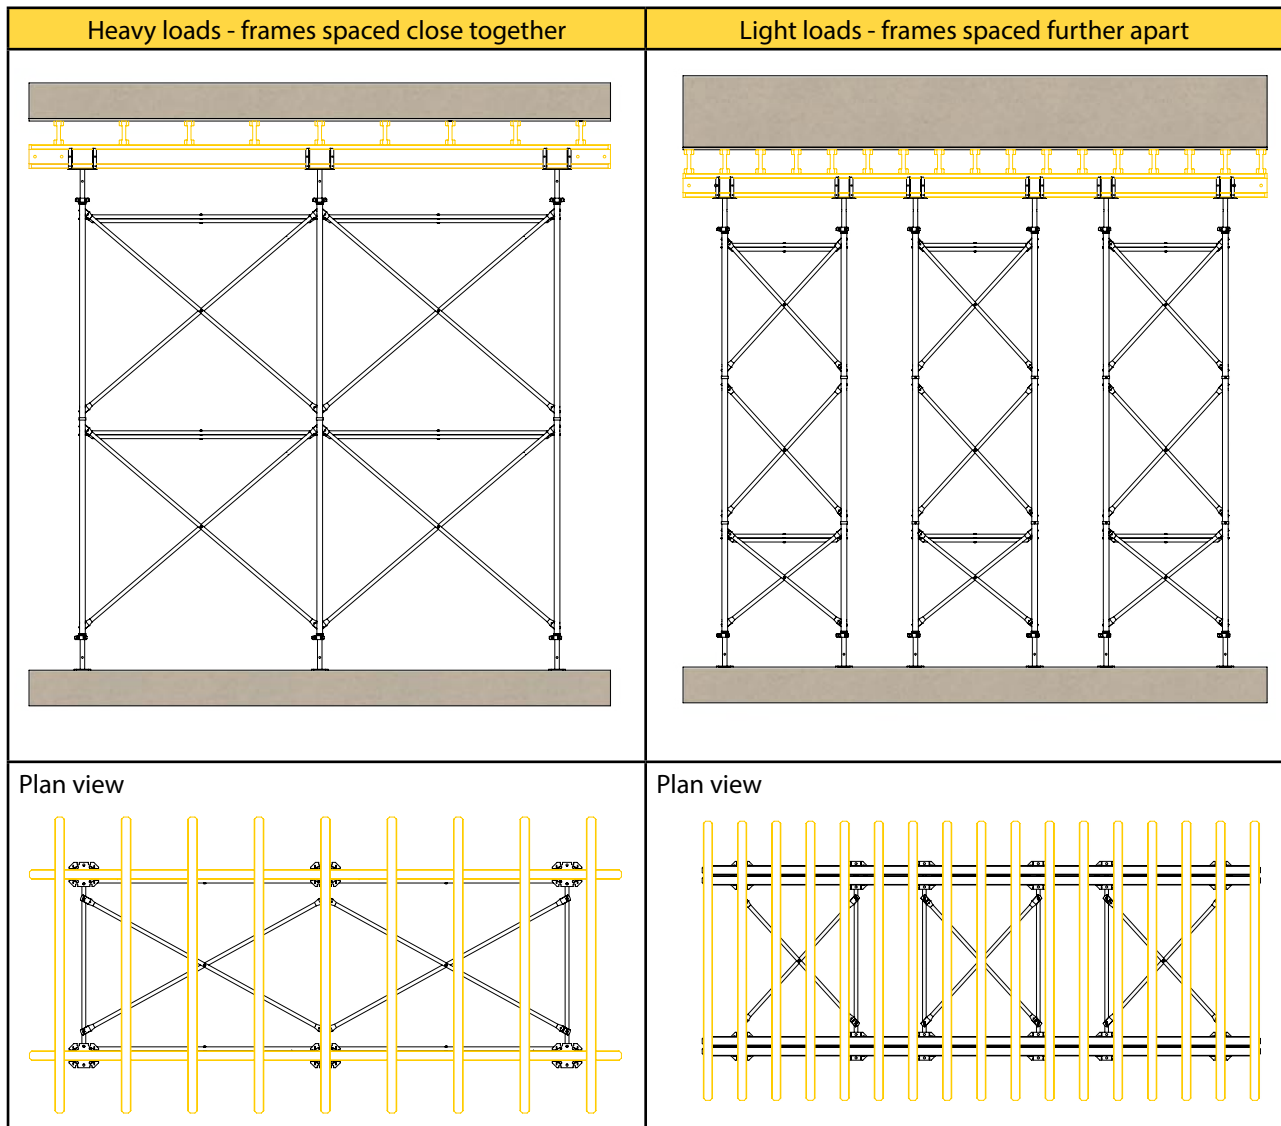 Heavy loads - frames spaced close together
Light loads - frames spaced further apart
Plan view
Plan view